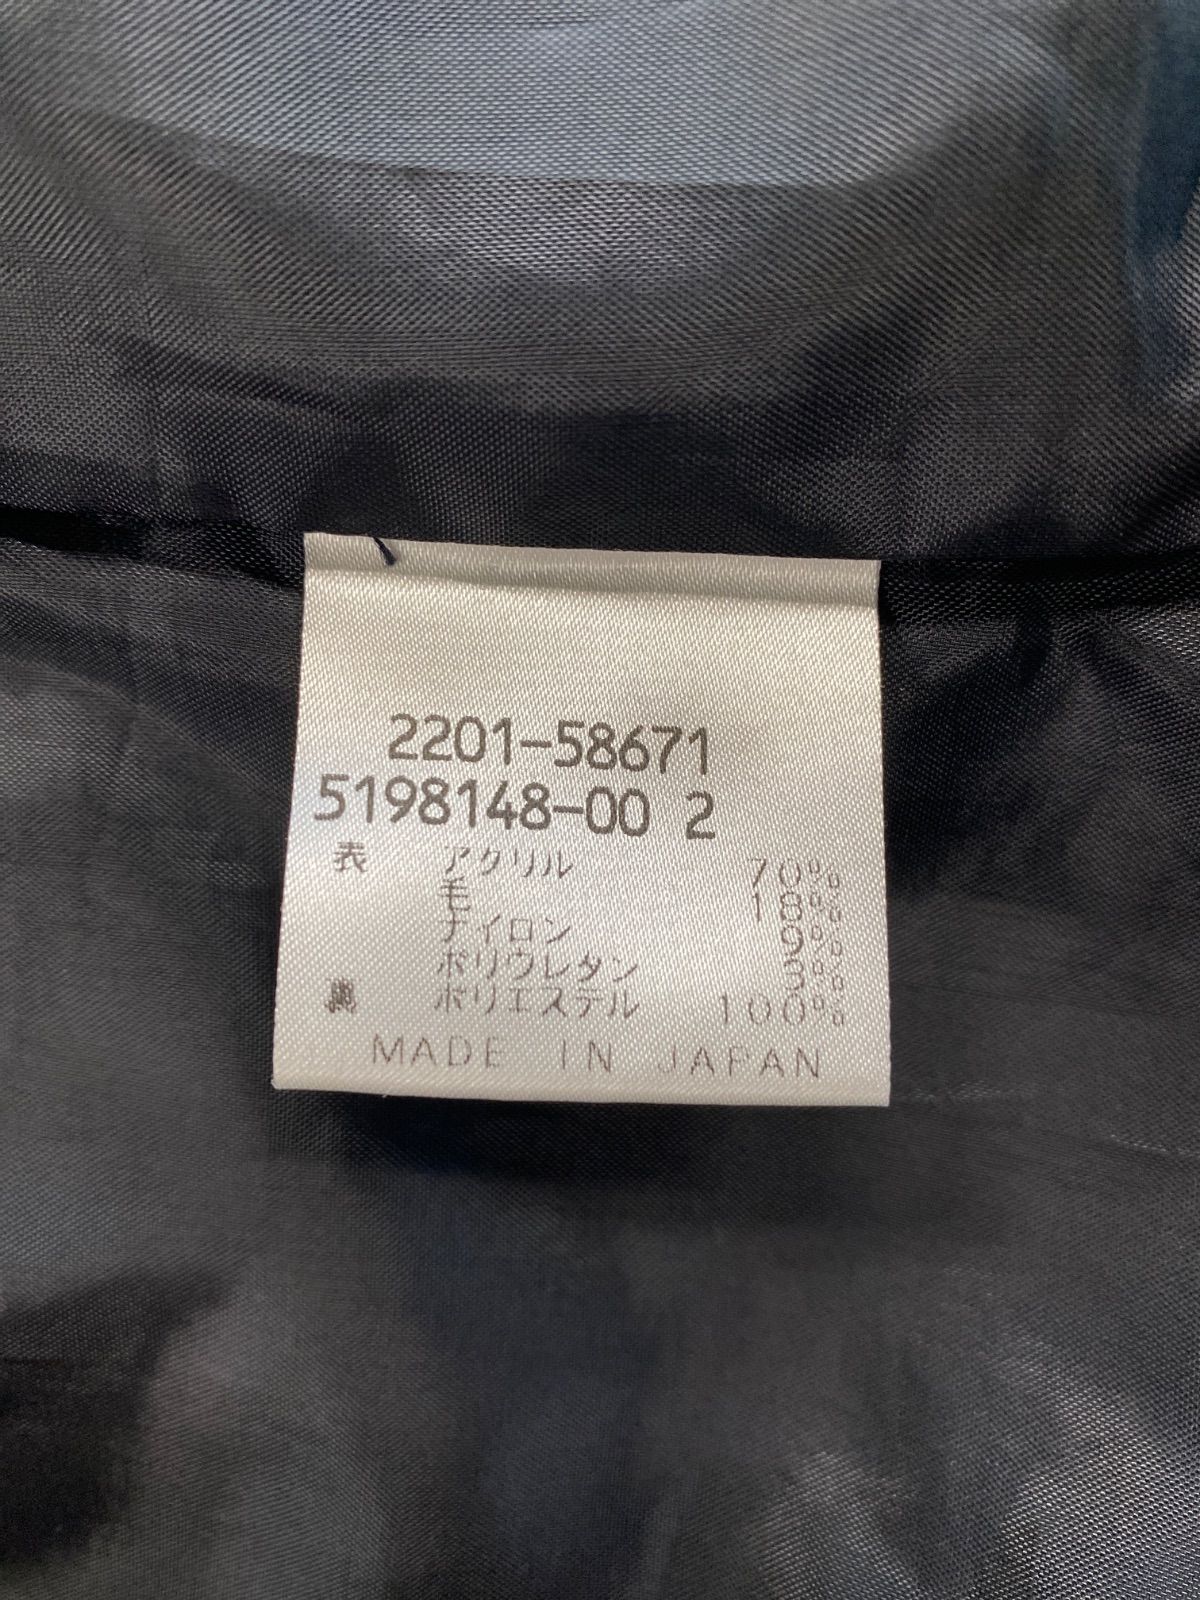 2201-58671
5198148-00 2
表 アクリル 70%
毛 18%
ナイロン 9%
ポリウレタン 3%
裏 ポリエステル 100%
MADE IN JAPAN